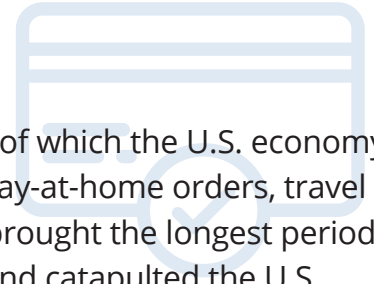 of which the U.S. economy
ay-at-home orders, travel
brought the longest period
nd catapulted the U.S.